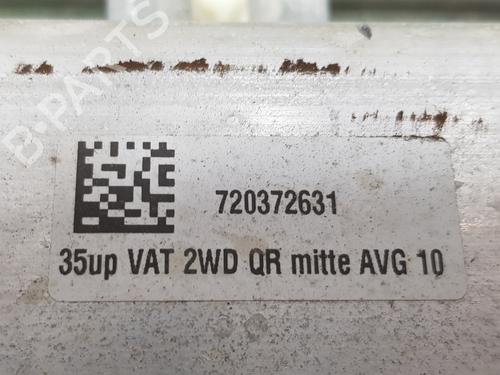 B-PARTS
720372631
35up VAT 2WD QR mitte AVG 10